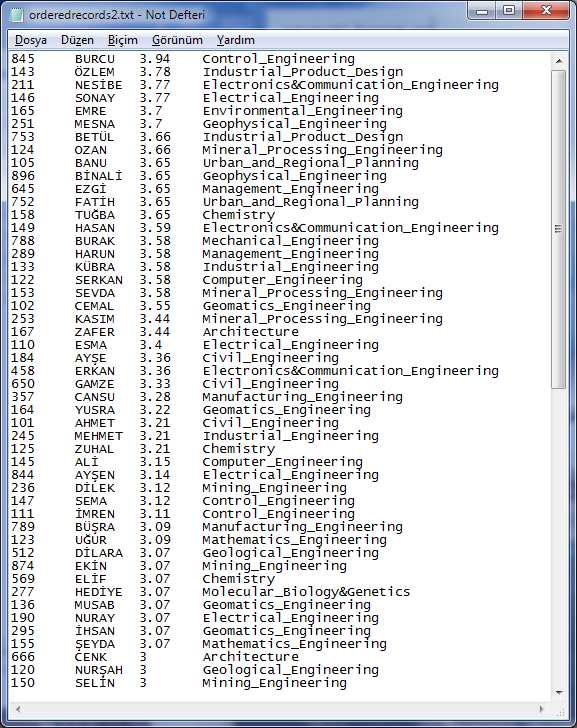 orderedrecords2.txt - Not Defteri
Dosya Düzen Biçim Görünüm Yardım
845 BURCU 3.94 Control_Engineering
143 ÖZLEM 3.78 Industrial_Product_Design
211 NESİBE 3.77 Electronics&Communication_Engineering
146 SONAY 3.77 Electrical_Engineering
165 EMRE 3.7 Environmental_Engineering
251 MESNA 3.7 Geophysical_Engineering
753 BETÜL 3.66 Industrial_Product_Design
124 OZAN 3.66 Mineral_Processing_Engineering
105 BANU 3.65 Urban_and_Regional_Planning
896 BİNALİ 3.65 Geophysical_Engineering
645 EZGİ 3.65 Management_Engineering
752 FATİH 3.65 Urban_and_Regional_Planning
158 TUĞBA 3.65 Chemistry
149 HASAN 3.59 Electronics&Communication_Engineering
788 BURAK 3.58 Mechanical_Engineering
289 HARUN 3.58 Management_Engineering
133 KÜBRA 3.58 Industrial_Engineering
122 SERKAN 3.58 Computer_Engineering
153 SEVDA 3.58 Mineral_Processing_Engineering
102 CEMAL 3.55 Geomatics_Engineering
253 KASIM 3.44 Mineral_Processing_Engineering
167 ZAFER 3.44 Architecture
110 ESMA 3.4 Electrical_Engineering
184 AYŞE 3.36 Civil_Engineering
458 ERKAN 3.36 Electronics&Communication_Engineering
650 GAMZE 3.33 Civil_Engineering
357 CANSU 3.28 Manufacturing_Engineering
164 YUSRA 3.22 Geomatics_Engineering
101 AHMET 3.21 Civil_Engineering
245 MEHMET 3.21 Industrial_Engineering
125 ZUHAL 3.21 Chemistry
145 ALİ 3.15 Computer_Engineering
844 AYŞEN 3.14 Electrical_Engineering
236 DİLEK 3.12 Mining_Engineering
147 SEMA 3.12 Control_Engineering
111 İMREN 3.11 Control_Engineering
789 BÜŞRA 3.09 Manufacturing_Engineering
123 UĞUR 3.09 Mathematics_Engineering
512 DİLARA 3.07 Geological_Engineering
874 EKİN 3.07 Mining_Engineering
569 ELİF 3.07 Chemistry
277 HEDİYE 3.07 Molecular_Biology&Genetics
136 MUSAB 3.07 Geomatics_Engineering
190 NURAY 3.07 Electrical_Engineering
295 İHSAN 3.07 Geomatics_Engineering
155 ŞEYDA 3.07 Mathematics_Engineering
666 CENK 3 Architecture
120 NURŞAH 3 Geological_Engineering
150 SELİN 3 Mining_Engineering